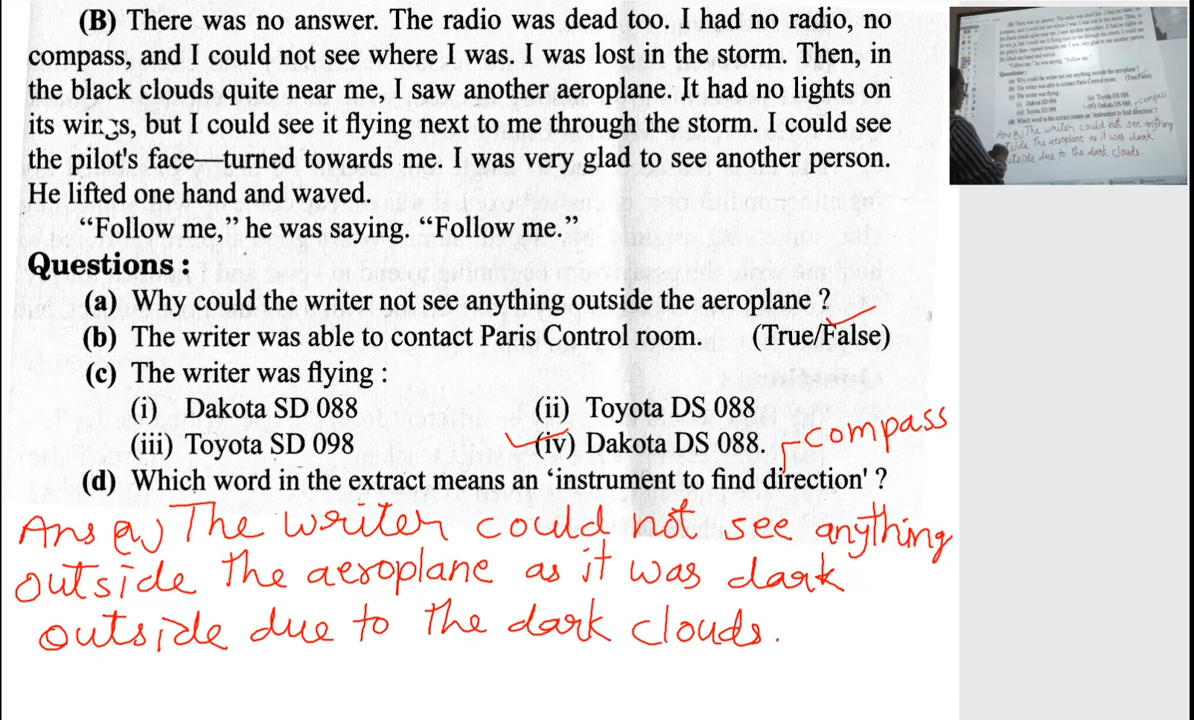 (B) There was no answer. The radio was dead too. I had no radio, no
compass, and I could not see where I was. I was lost in the storm. Then, in
the black clouds quite near me, I saw another aeroplane. It had no lights on
its wings, but I could see it flying next to me through the storm. I could see
the pilot's face—turned towards me. I was very glad to see another person.
He lifted one hand and waved.
“Follow me,” he was saying. “Follow me.”
Questions :
(a) Why could the writer not see anything outside the aeroplane ?
(b) The writer was able to contact Paris Control room. (True/False)
(c) The writer was flying :
(i) Dakota SD 088 (ii) Toyota DS 088
(iii) Toyota SD 098 (iv) Dakota DS 088. compass
(d) Which word in the extract means an ‘instrument to find direction' ?
Ans a) The writer could not see anything
outside the aeroplane as it was dark
outside due to the dark clouds.